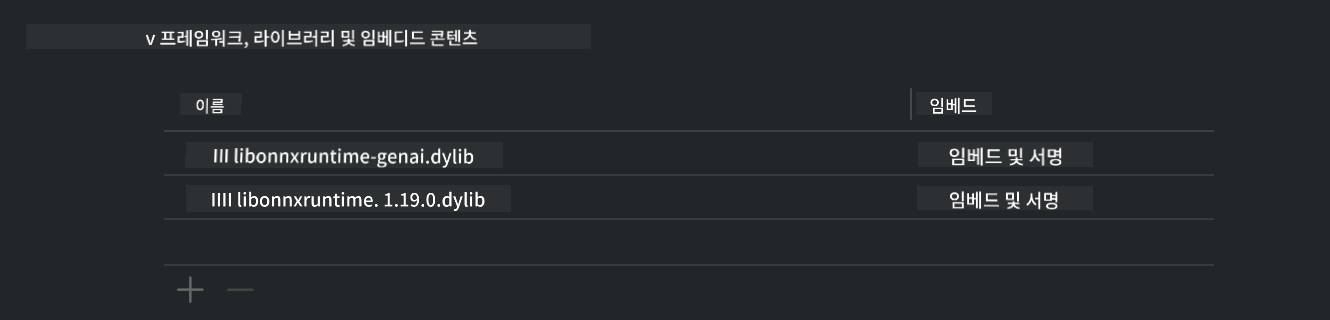 v 프레임워크, 라이브러리 및 임베디드 콘텐츠
이름 임베드
III libonnxruntime-genai.dylib 임베드 및 서명
IIII libonnxruntime. 1.19.0.dylib 임베드 및 서명